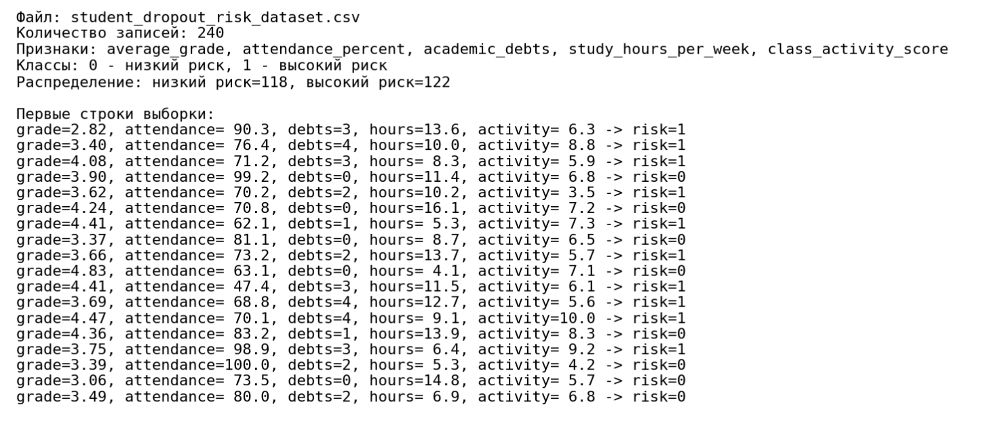 Файл: student_dropout_risk_dataset.csv
Количество записей: 240
Признаки: average_grade, attendance_percent, academic_debts, study_hours_per_week, class_activity_score
Классы: 0 - низкий риск, 1 - высокий риск
Распределение: низкий риск=118, высокий риск=122

Первые строки выборки:
grade=2.82, attendance= 90.3, debts=3, hours=13.6, activity= 6.3 -> risk=1
grade=3.40, attendance= 76.4, debts=4, hours=10.0, activity= 8.8 -> risk=1
grade=4.08, attendance= 71.2, debts=3, hours= 8.3, activity= 5.9 -> risk=1
grade=3.90, attendance= 99.2, debts=0, hours=11.4, activity= 6.8 -> risk=0
grade=3.62, attendance= 70.2, debts=2, hours=10.2, activity= 3.5 -> risk=1
grade=4.24, attendance= 70.8, debts=0, hours=16.1, activity= 7.2 -> risk=0
grade=4.41, attendance= 62.1, debts=1, hours= 5.3, activity= 7.3 -> risk=1
grade=3.37, attendance= 81.1, debts=0, hours= 8.7, activity= 6.5 -> risk=0
grade=3.66, attendance= 73.2, debts=2, hours=13.7, activity= 5.7 -> risk=1
grade=4.83, attendance= 63.1, debts=0, hours= 4.1, activity= 7.1 -> risk=0
grade=4.41, attendance= 47.4, debts=3, hours=11.5, activity= 6.1 -> risk=1
grade=3.69, attendance= 68.8, debts=4, hours=12.7, activity= 5.6 -> risk=1
grade=4.47, attendance= 70.1, debts=4, hours= 9.1, activity=10.0 -> risk=1
grade=4.36, attendance= 83.2, debts=1, hours=13.9, activity= 8.3 -> risk=0
grade=3.75, attendance= 98.9, debts=3, hours= 6.4, activity= 9.2 -> risk=1
grade=3.39, attendance=100.0, debts=2, hours= 5.3, activity= 4.2 -> risk=0
grade=3.06, attendance= 73.5, debts=0, hours=14.8, activity= 5.7 -> risk=0
grade=3.49, attendance= 80.0, debts=2, hours= 6.9, activity= 6.8 -> risk=0